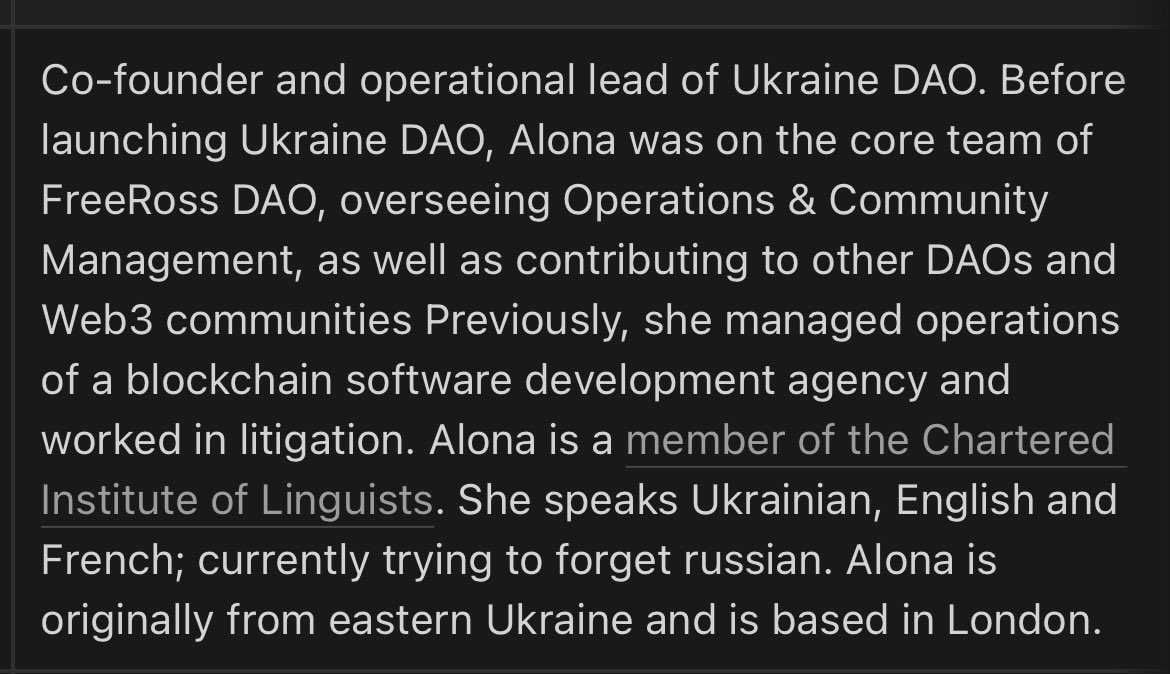 Co-founder and operational lead of Ukraine DAO. Before
launching Ukraine DAO, Alona was on the core team of
FreeRoss DAO, overseeing Operations & Community
Management, as well as contributing to other DAOs and
Web3 communities Previously, she managed operations
of a blockchain software development agency and
worked in litigation. Alona is a member of the Chartered
Institute of Linguists. She speaks Ukrainian, English and
French; currently trying to forget russian. Alona is
originally from eastern Ukraine and is based in London.